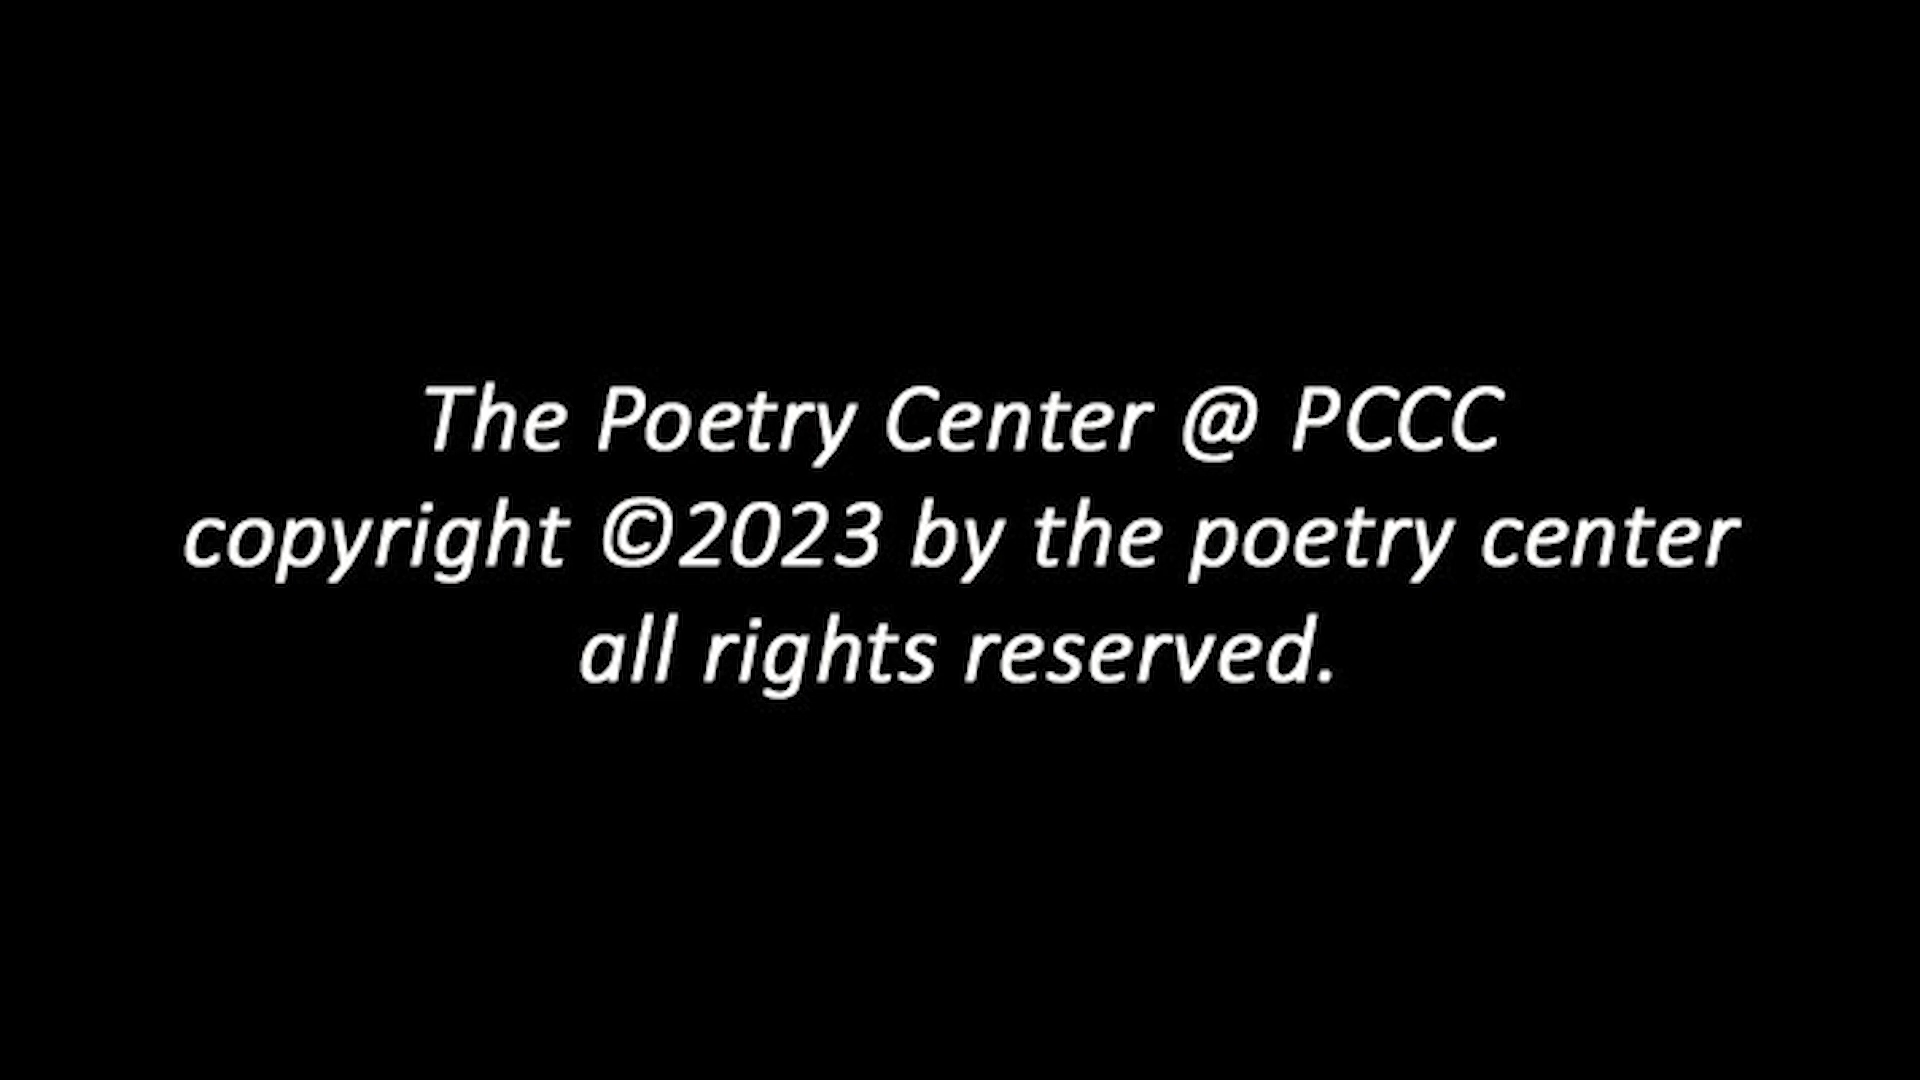 The Poetry Center @ PCCC
copyright ©2023 by the poetry center
all rights reserved.